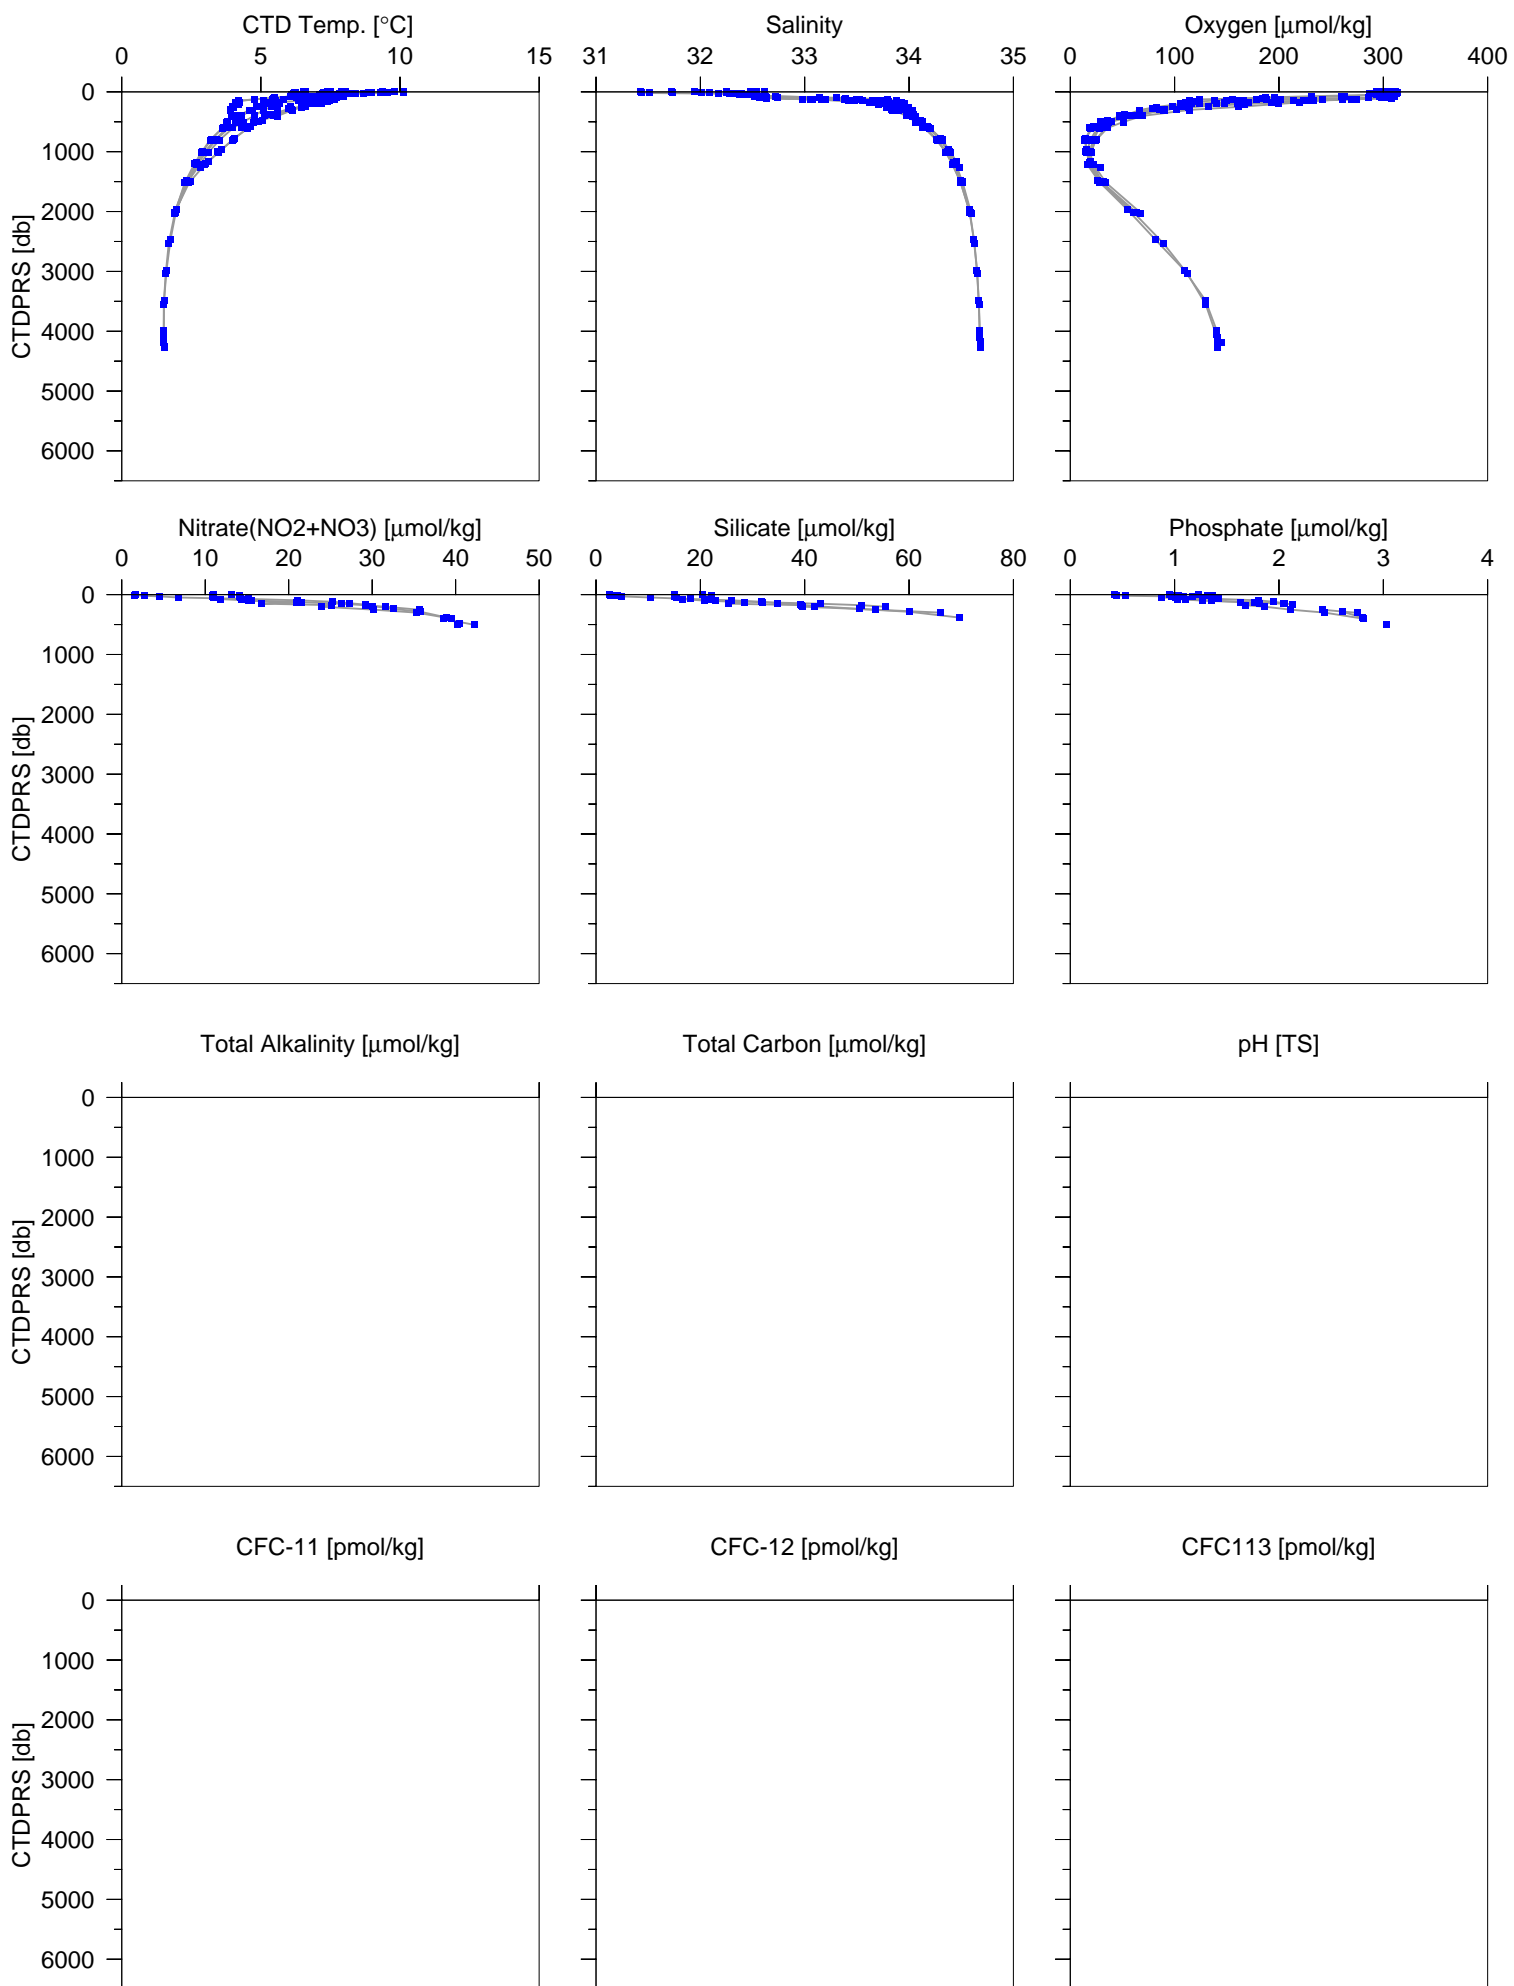 CTD Temp. [°C] Salinity Oxygen [μmol/kg]
0 5 10 15 31 32 33 34 35 0 100 200 300 400
0
1000
2000
3000
4000
5000
6000
CTDPRS [db]
Nitrate(NO2+NO3) [μmol/kg] Silicate [μmol/kg] Phosphate [μmol/kg]
0 10 20 30 40 50 0 20 40 60 80 0 1 2 3 4
0
1000
2000
3000
4000
5000
6000
CTDPRS [db]
Total Alkalinity [μmol/kg] Total Carbon [μmol/kg] pH [TS]
0
1000
2000
3000
4000
5000
6000
CTDPRS [db]
CFC-11 [pmol/kg] CFC-12 [pmol/kg] CFC113 [pmol/kg]
0
1000
2000
3000
4000
5000
6000
CTDPRS [db]